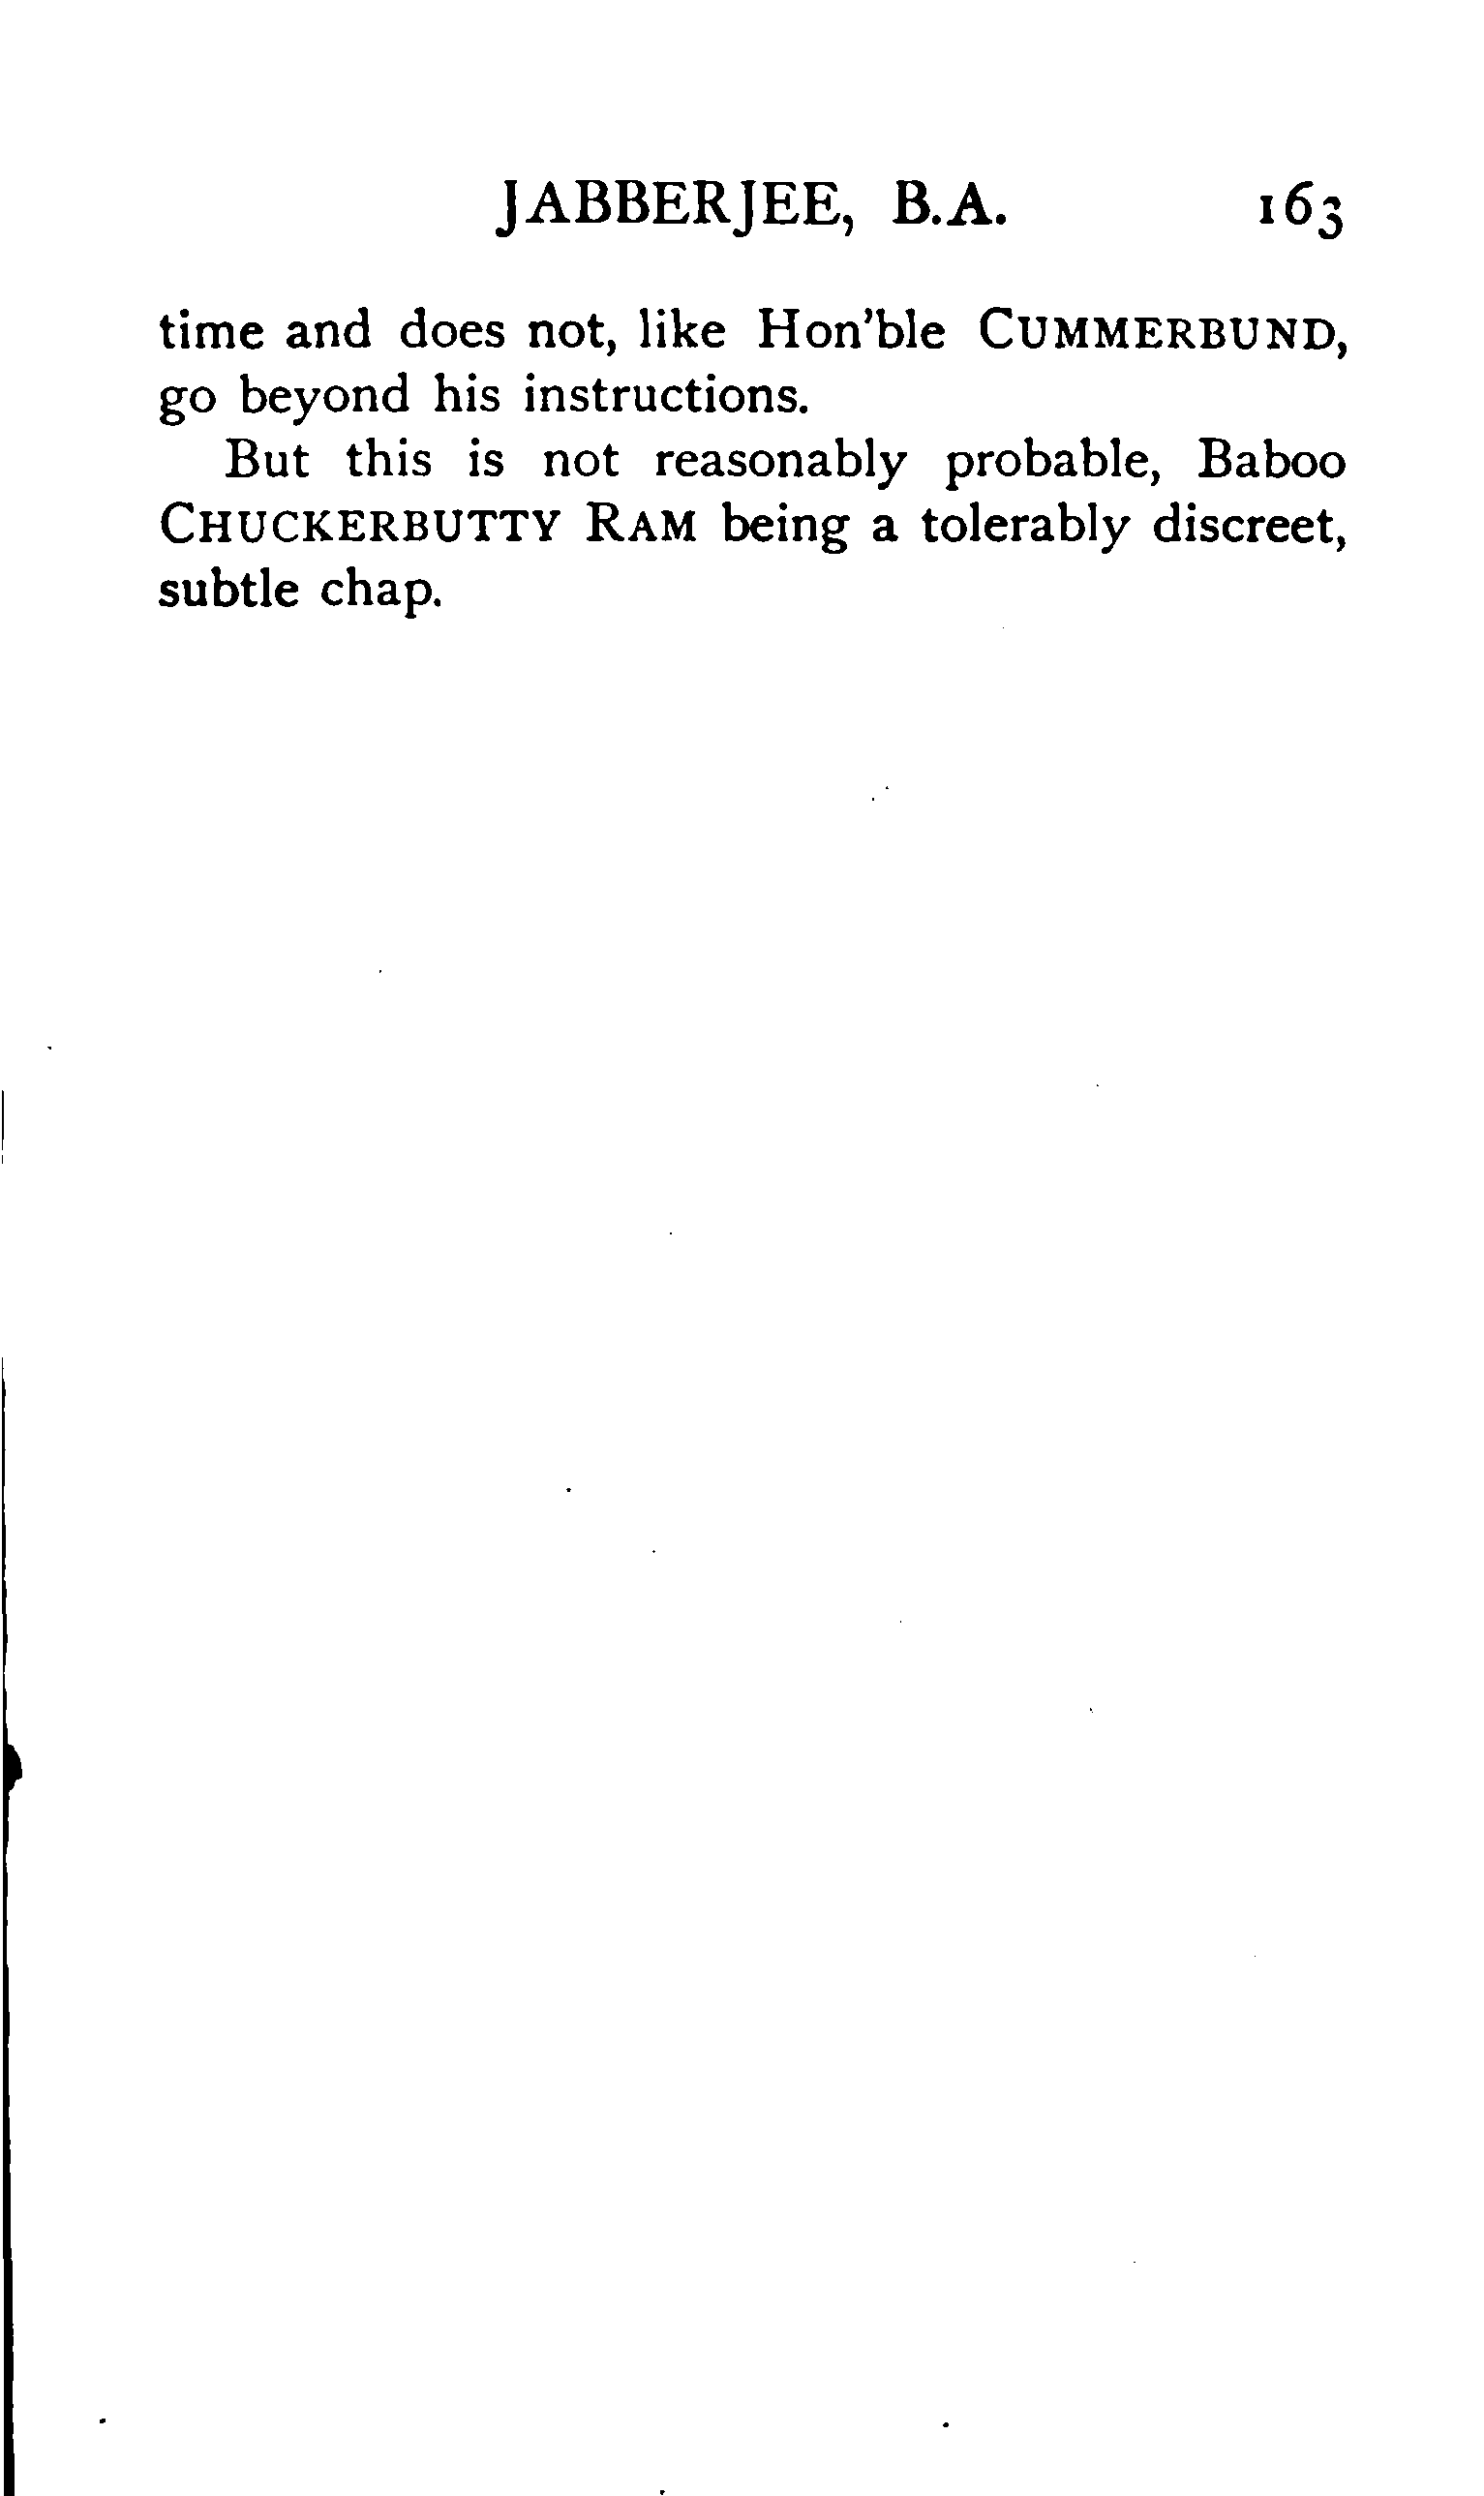 JABBERJEE, B.A. 163
time and does not, like Hon'ble CUMMERBUND,
go beyond his instructions.
But this is not reasonably probable, Baboo
CHUCKERBUTTY RAM being a tolerably discreet,
subtle chap.